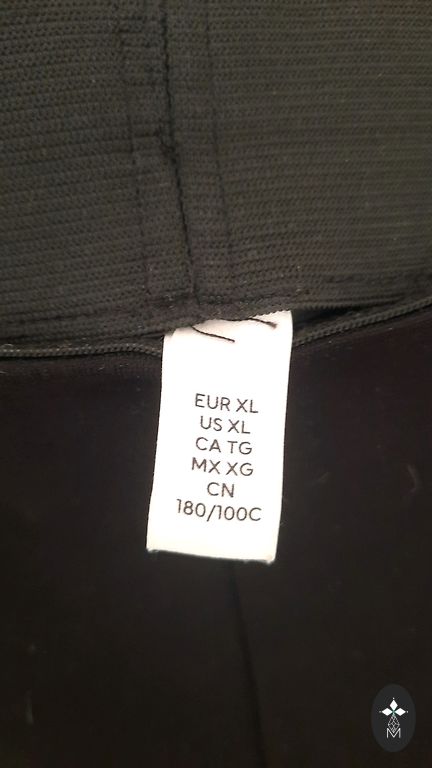 EUR XL
US XL
CA TG
MX XG
CN
180/100C
M